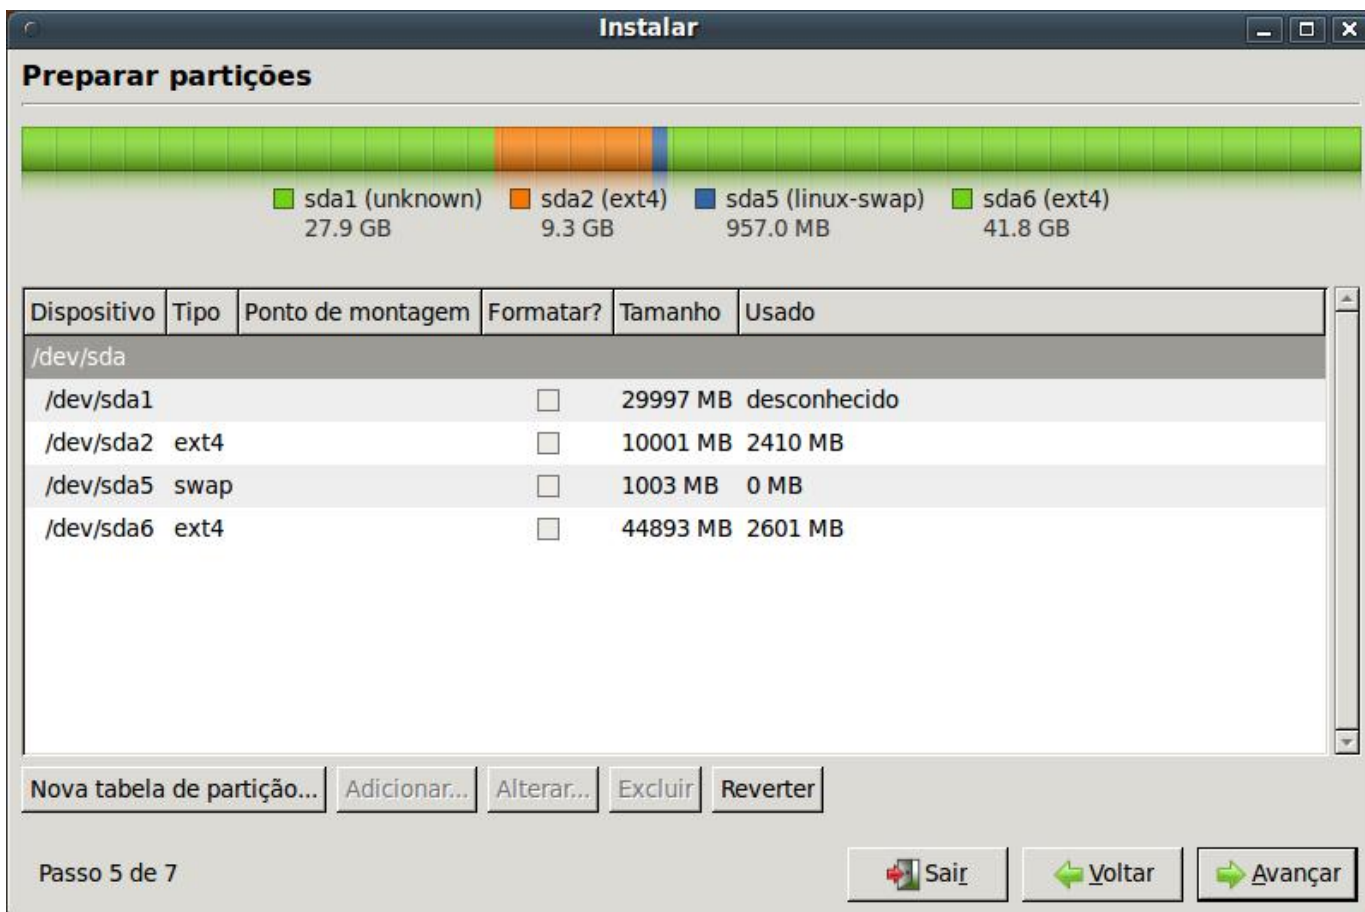 Instalar
Preparar partições
sda1 (unknown) sda2 (ext4) sda5 (linux-swap) sda6 (ext4)
27.9 GB 9.3 GB 957.0 MB 41.8 GB
Dispositivo Tipo Ponto de montagem Formatar? Tamanho Usado
/dev/sda
/dev/sda1 29997 MB desconhecido
/dev/sda2 ext4 10001 MB 2410 MB
/dev/sda5 swap 1003 MB 0 MB
/dev/sda6 ext4 44893 MB 2601 MB
Nova tabela de partição... Adicionar... Alterar... Excluir Reverter
Passo 5 de 7 Sair Voltar Avançar